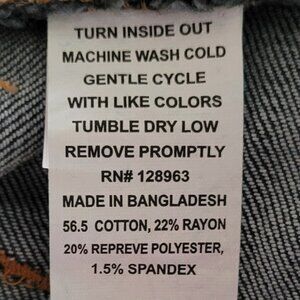 TURN INSIDE OUT
MACHINE WASH COLD
GENTLE CYCLE
WITH LIKE COLORS
TUMBLE DRY LOW
REMOVE PROMPTLY
RN# 128963
MADE IN BANGLADESH
56.5 COTTON, 22% RAYON
20% REPREVE POLYESTER,
1.5% SPANDEX